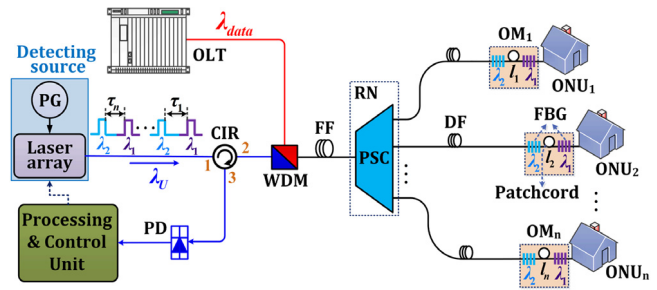 OLT
λdata
Detecting
source
PG
Laser
array
τn
τ1
λ2
λ1
λ2
λ1
λU
CIR
1
2
3
WDM
FF
RN
PSC
DF
PD
Processing
& Control
Unit
OM1
λ2
l1
λ1
ONU1
FBG
λ2
l2
λ1
ONU2
Patchcord
OMn
λ2
ln
λ1
ONUn